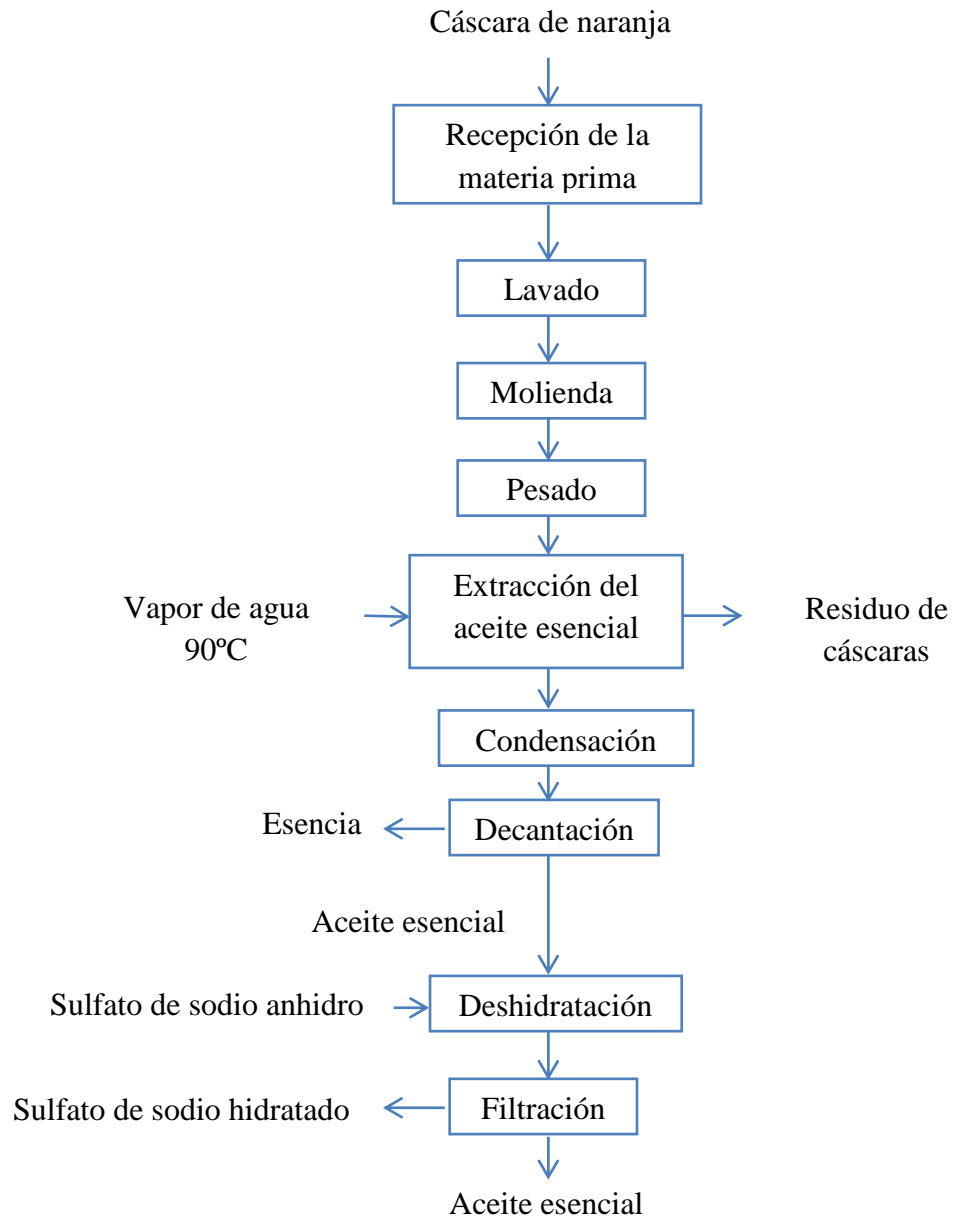 Cáscara de naranja
Recepción de la
materia prima
Lavado
Molienda
Pesado
Vapor de agua
90ºC
Extracción del
aceite esencial
Residuo de
cáscaras
Condensación
Esencia
Decantación
Aceite esencial
Sulfato de sodio anhidro
Deshidratación
Sulfato de sodio hidratado
Filtración
Aceite esencial